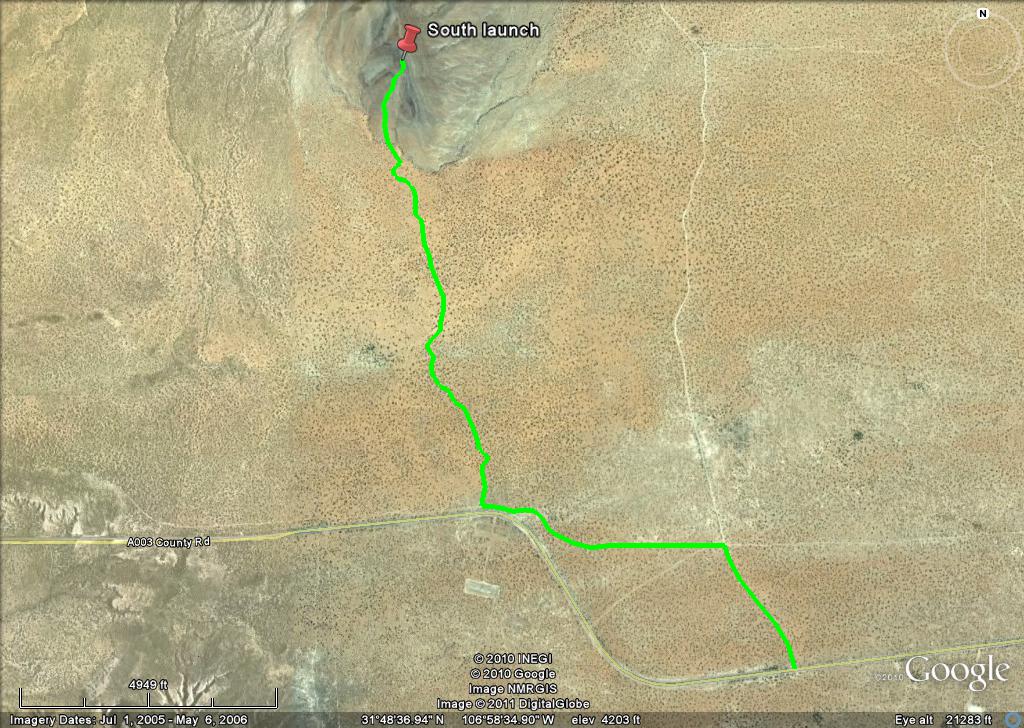 N
South launch
A003 County Rd
© 2010 INEGI
© 2010 Google
Image NMRGIS
Image © 2011 DigitalGlobe
©2010 Google
4949 ft
Imagery Dates: Jul 1, 2005 - May 6, 2006 31°48'36.94" N 106°58'34.90" W elev 4203 ft Eye alt 21283 ft